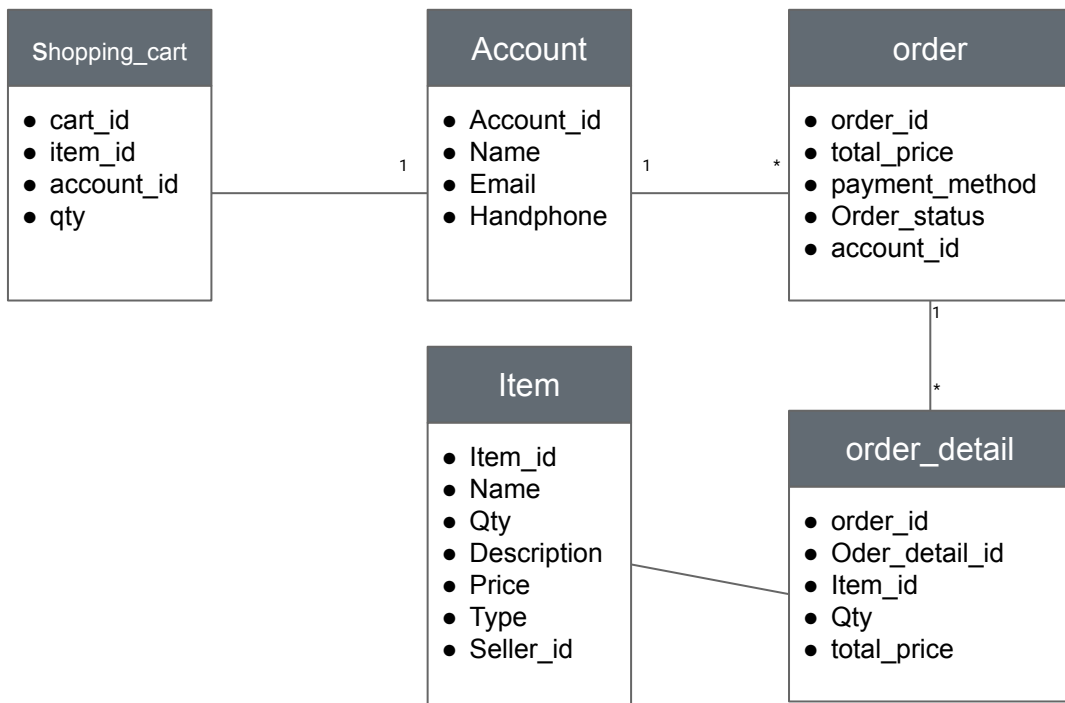 Shopping_cart
● cart_id
● item_id
● account_id
● qty
1
Account
● Account_id
● Name
● Email
● Handphone
1
*
order
● order_id
● total_price
● payment_method
● Order_status
● account_id
1
*
Item
● Item_id
● Name
● Qty
● Description
● Price
● Type
● Seller_id
order_detail
● order_id
● Oder_detail_id
● Item_id
● Qty
● total_price